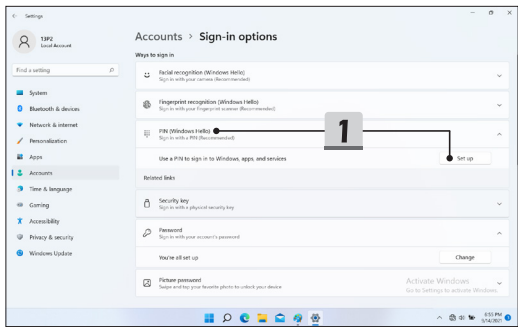 Settings
13P2
Local Account
Find a setting
System
Bluetooth & devices
Network & internet
Personalization
Apps
Accounts
Time & language
Gaming
Accessibility
Privacy & security
Windows Update
Accounts > Sign-in options
Ways to sign in
Facial recognition (Windows Hello)
Sign in with your camera (Recommended)
Fingerprint recognition (Windows Hello)
Sign in with your fingerprint scanner (Recommended)
PIN (Windows Hello)
Sign in with a PIN (Recommended)
1
Use a PIN to sign in to Windows, apps, and services
Set up
Related links
Security key
Sign in with a physical security key
Password
Sign in with your account's password
You're all set up
Change
Picture password
Swipe and tap your favorite photo to unlock your device
Activate Windows
Go to Settings to activate Windows.
6:55 PM
5/14/2021